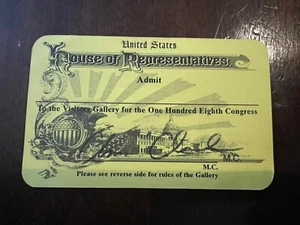 United States
House of Representatives
Admit
To the Visitors Gallery for the One Hundred Eighth Congress
M.C.
M.C.
Please see reverse side for rules of the Gallery